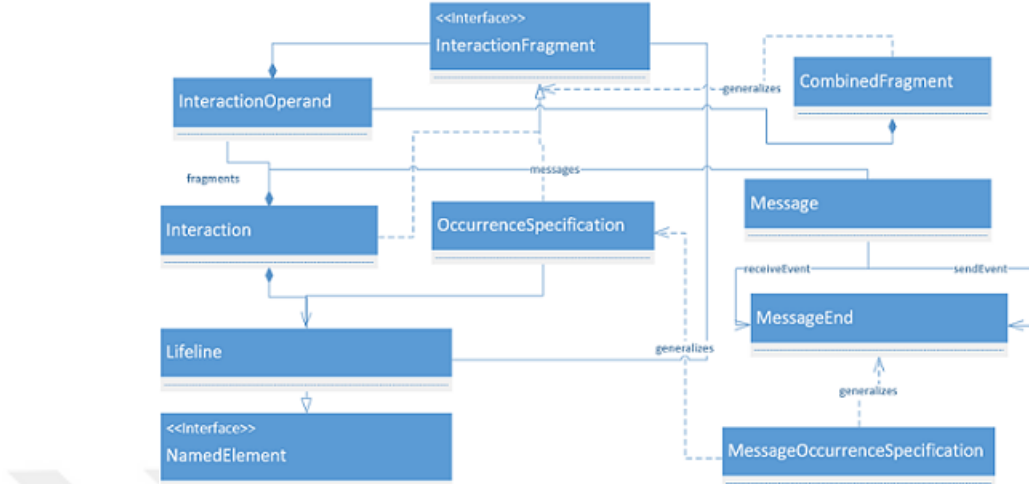 <<Interface>>
InteractionFragment
CombinedFragment
generalizes
InteractionOperand
messages
fragments
Message
Interaction
OccurrenceSpecification
receiveEvent
sendEvent
MessageEnd
Lifeline
generalizes
generalizes
<<Interface>>
NamedElement
MessageOccurrenceSpecification